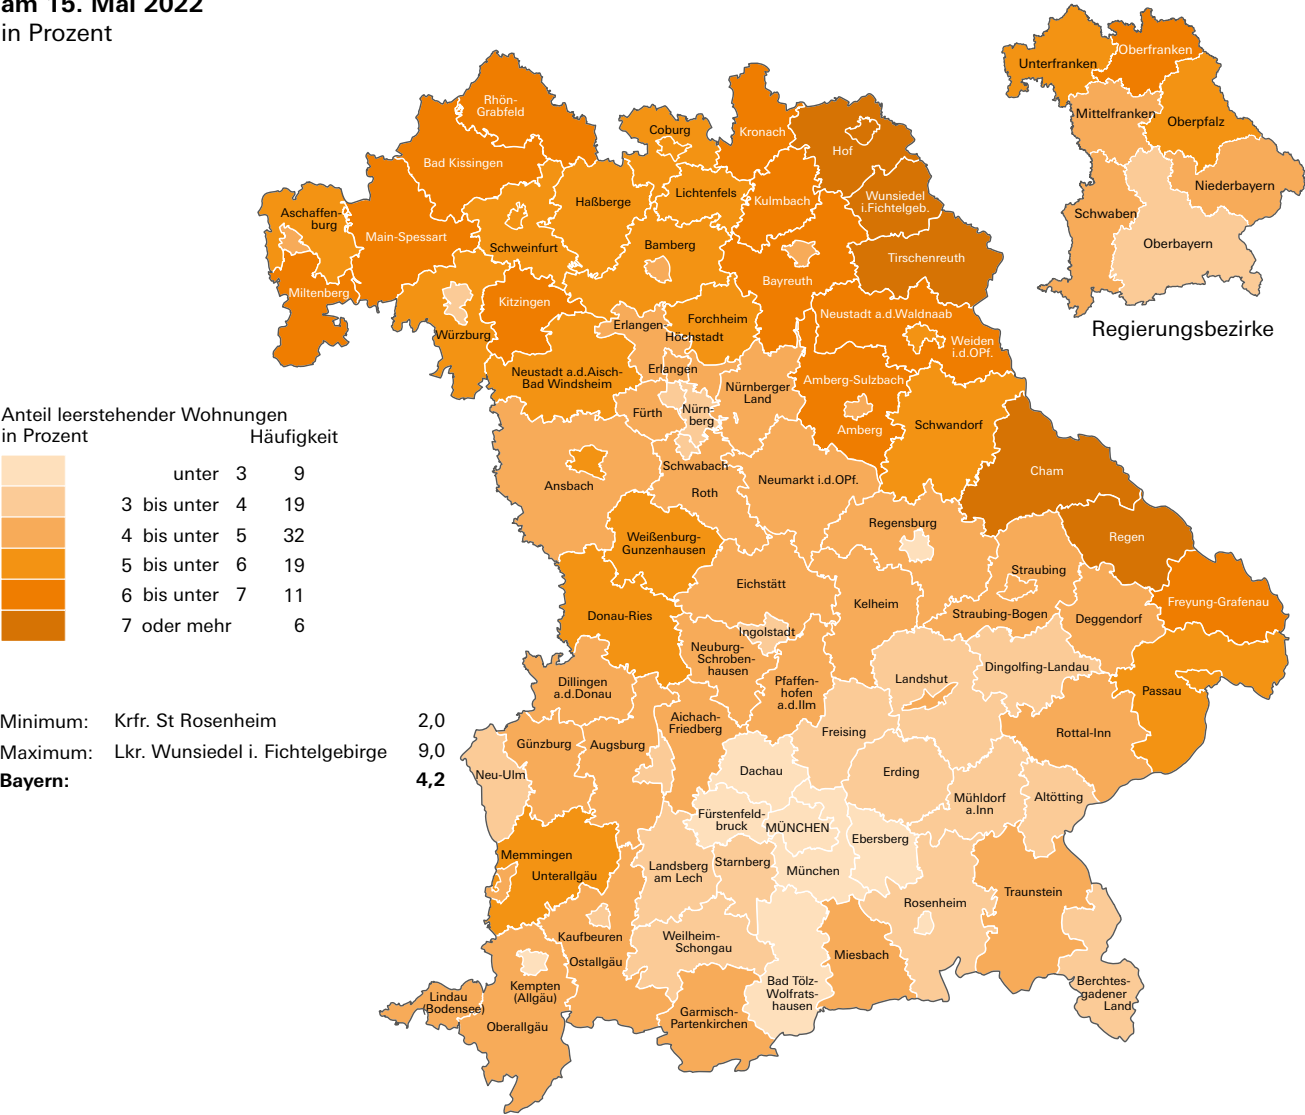 am 15. Mai 2022
in Prozent
Unterfranken
Oberfranken
Mittelfranken
Oberpfalz
Niederbayern
Schwaben
Oberbayern
Regierungsbezirke
Rhön-
Grabfeld
Bad Kissingen
Coburg
Kronach
Hof
Wunsiedel
i.Fichtelgeb.
Aschaffen-
burg
Main-Spessart
Schweinfurt
Haßberge
Lichtenfels
Kulmbach
Bamberg
Tirschenreuth
Bayreuth
Miltenberg
Kitzingen
Würzburg
Erlangen-
Höchstadt
Forchheim
Neustadt a.d.Waldnaab
Weiden
i.d.OPf.
Neustadt a.d.Aisch-
Bad Windsheim
Erlangen
Nürnberger
Land
Amberg-Sulzbach
Fürth
Nürn-
berg
Amberg
Schwandorf
Cham
Ansbach
Schwabach
Roth
Neumarkt i.d.OPf.
Regensburg
Weißenburg-
Gunzenhausen
Regen
Straubing
Eichstätt
Kelheim
Straubing-Bogen
Deggendorf
Freyung-Grafenau
Donau-Ries
Ingolstadt
Neuburg-
Schroben-
hausen
Pfaffen-
hofen
a.d.Ilm
Landshut
Dingolfing-Landau
Passau
Dillingen
a.d.Donau
Aichach-
Friedberg
Freising
Rottal-Inn
Günzburg
Augsburg
Neu-Ulm
Dachau
Erding
Mühldorf
a.Inn
Altötting
Fürstenfeld-
bruck
MÜNCHEN
Ebersberg
Memmingen
Unterallgäu
Landsberg
am Lech
Starnberg
München
Rosenheim
Traunstein
Kaufbeuren
Ostallgäu
Weilheim-
Schongau
Miesbach
Kempten
(Allgäu)
Bad Tölz-
Wolfrats-
hausen
Berchtes-
gadener
Land
Lindau
(Bodensee)
Oberallgäu
Garmisch-
Partenkirchen
Anteil leerstehender Wohnungen
in Prozent Häufigkeit
unter 3 9
3 bis unter 4 19
4 bis unter 5 32
5 bis unter 6 19
6 bis unter 7 11
7 oder mehr 6
Minimum: Krfr. St Rosenheim 2,0
Maximum: Lkr. Wunsiedel i. Fichtelgebirge 9,0
Bayern: 4,2